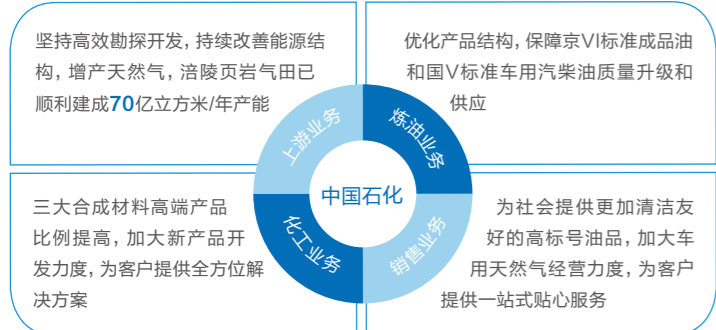 坚持高效勘探开发，持续改善能源结
构，增产天然气，涪陵页岩气田已
顺利建成70亿立方米/年产能
优化产品结构，保障京VI标准成品油
和国V标准车用汽柴油质量升级和
供应
上游业务
炼油业务
中国石化
化工业务
销售业务
三大合成材料高端产品
比例提高，加大新产品开
发力度，为客户提供全方位解
决方案
为社会提供更加清洁友
好的高标号油品，加大车
用天然气经营力度，为客户
提供一站式贴心服务